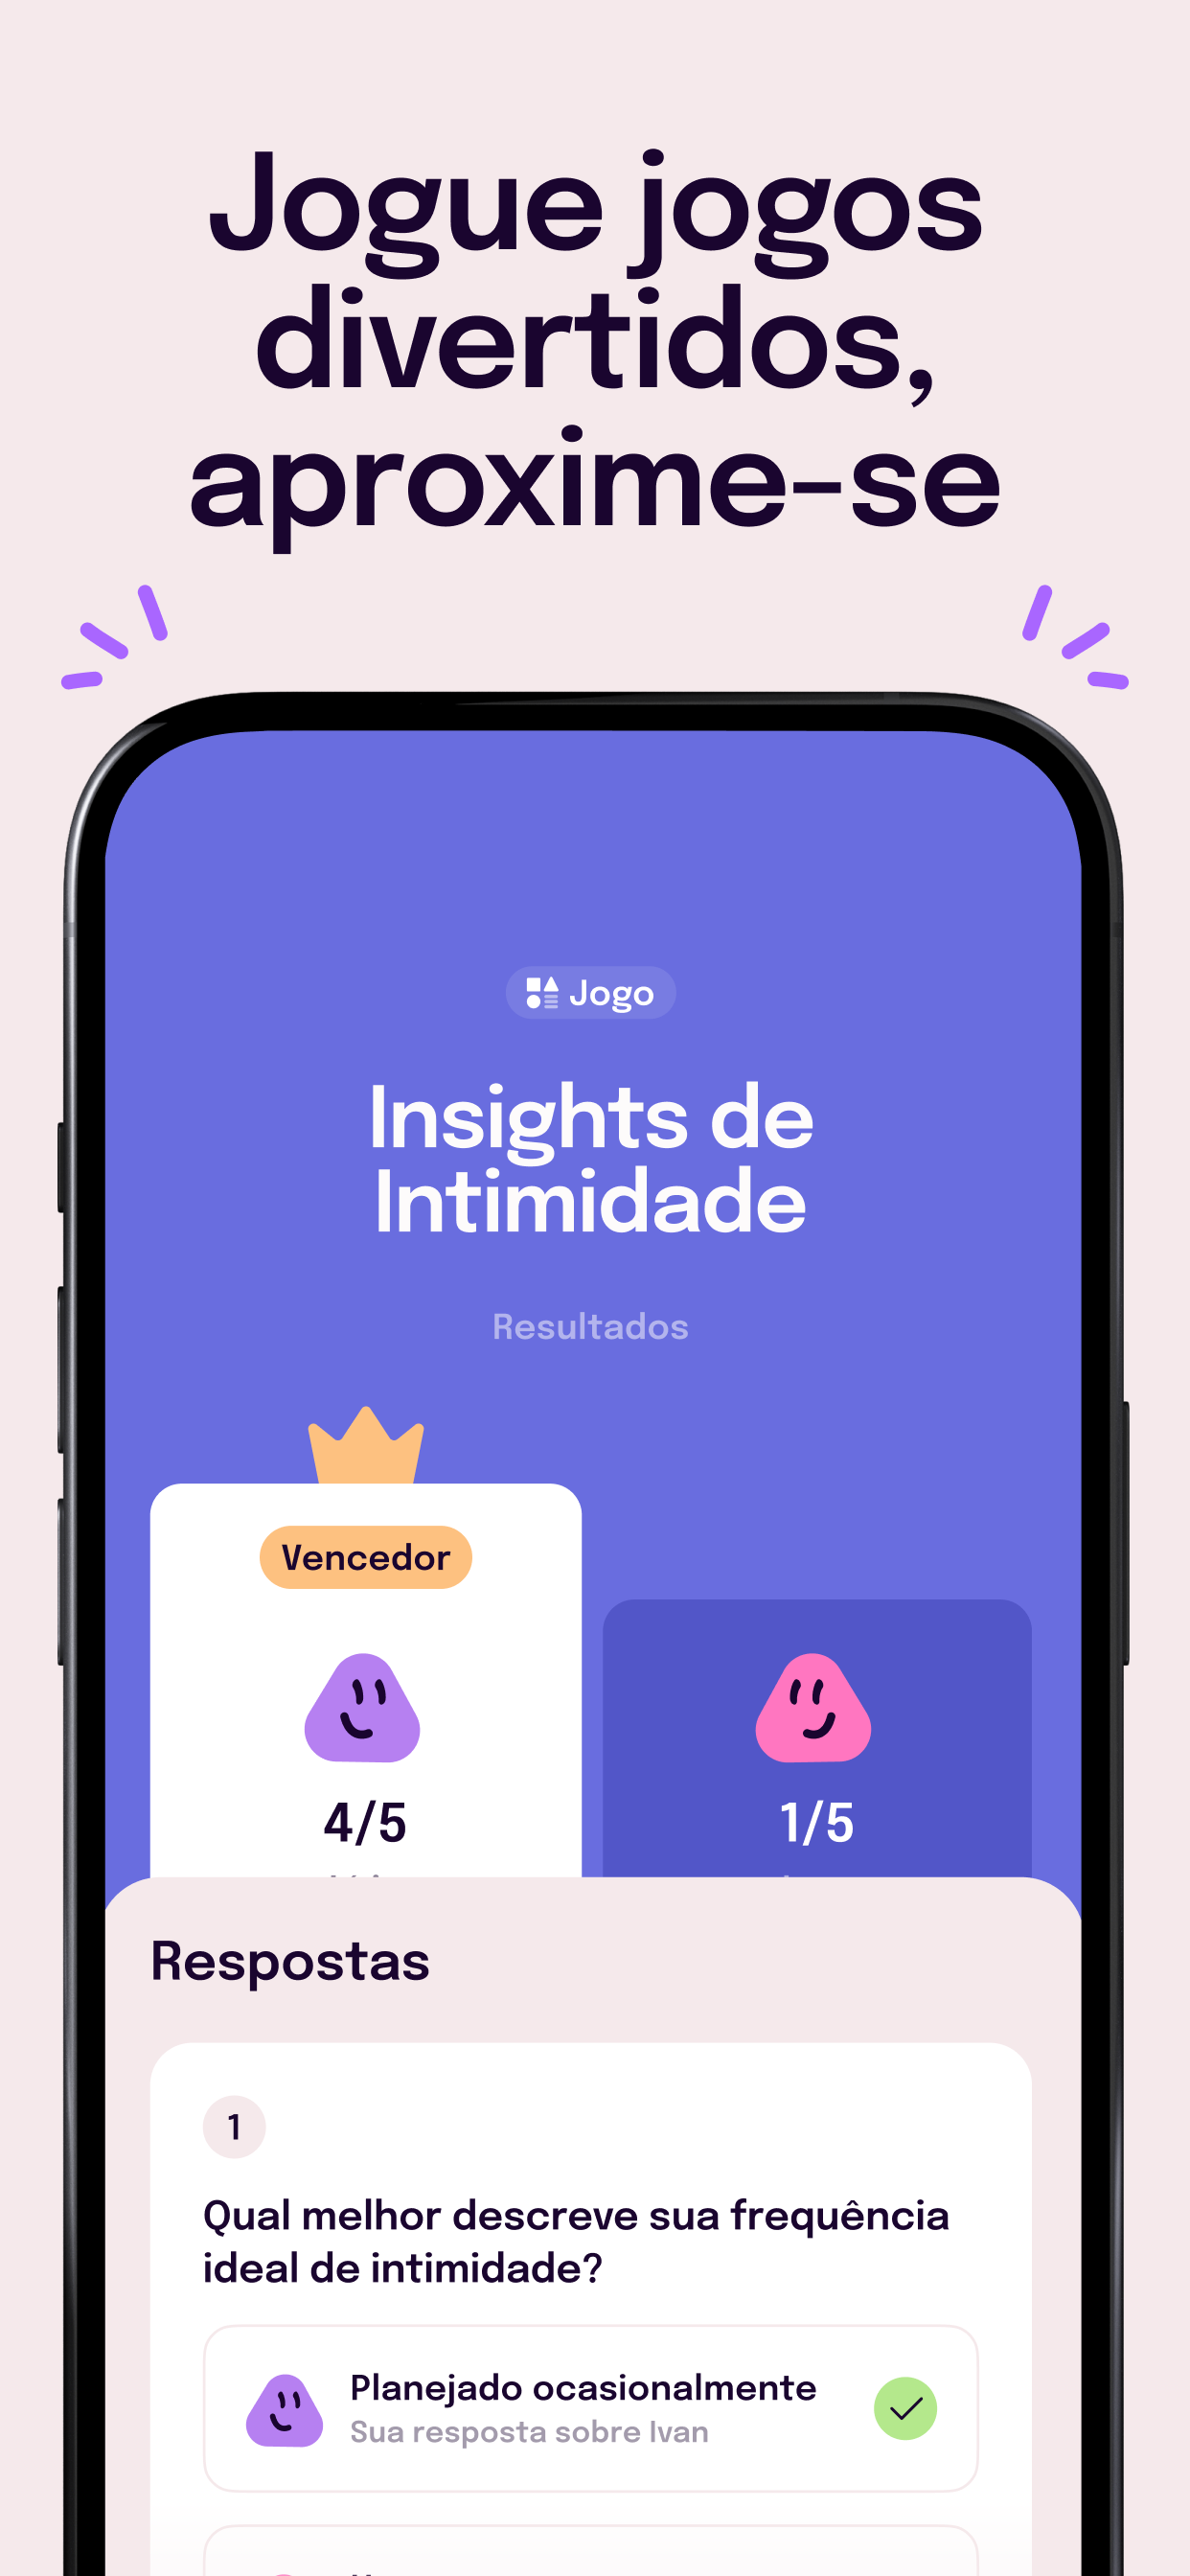 Jogue jogos
divertidos,
aproxime-se
Jogo
Insights de
Intimidade
Resultados
Vencedor
4/5
1/5
Respostas
1
Qual melhor descreve sua frequência
ideal de intimidade?
Planejado ocasionalmente
Sua resposta sobre Ivan